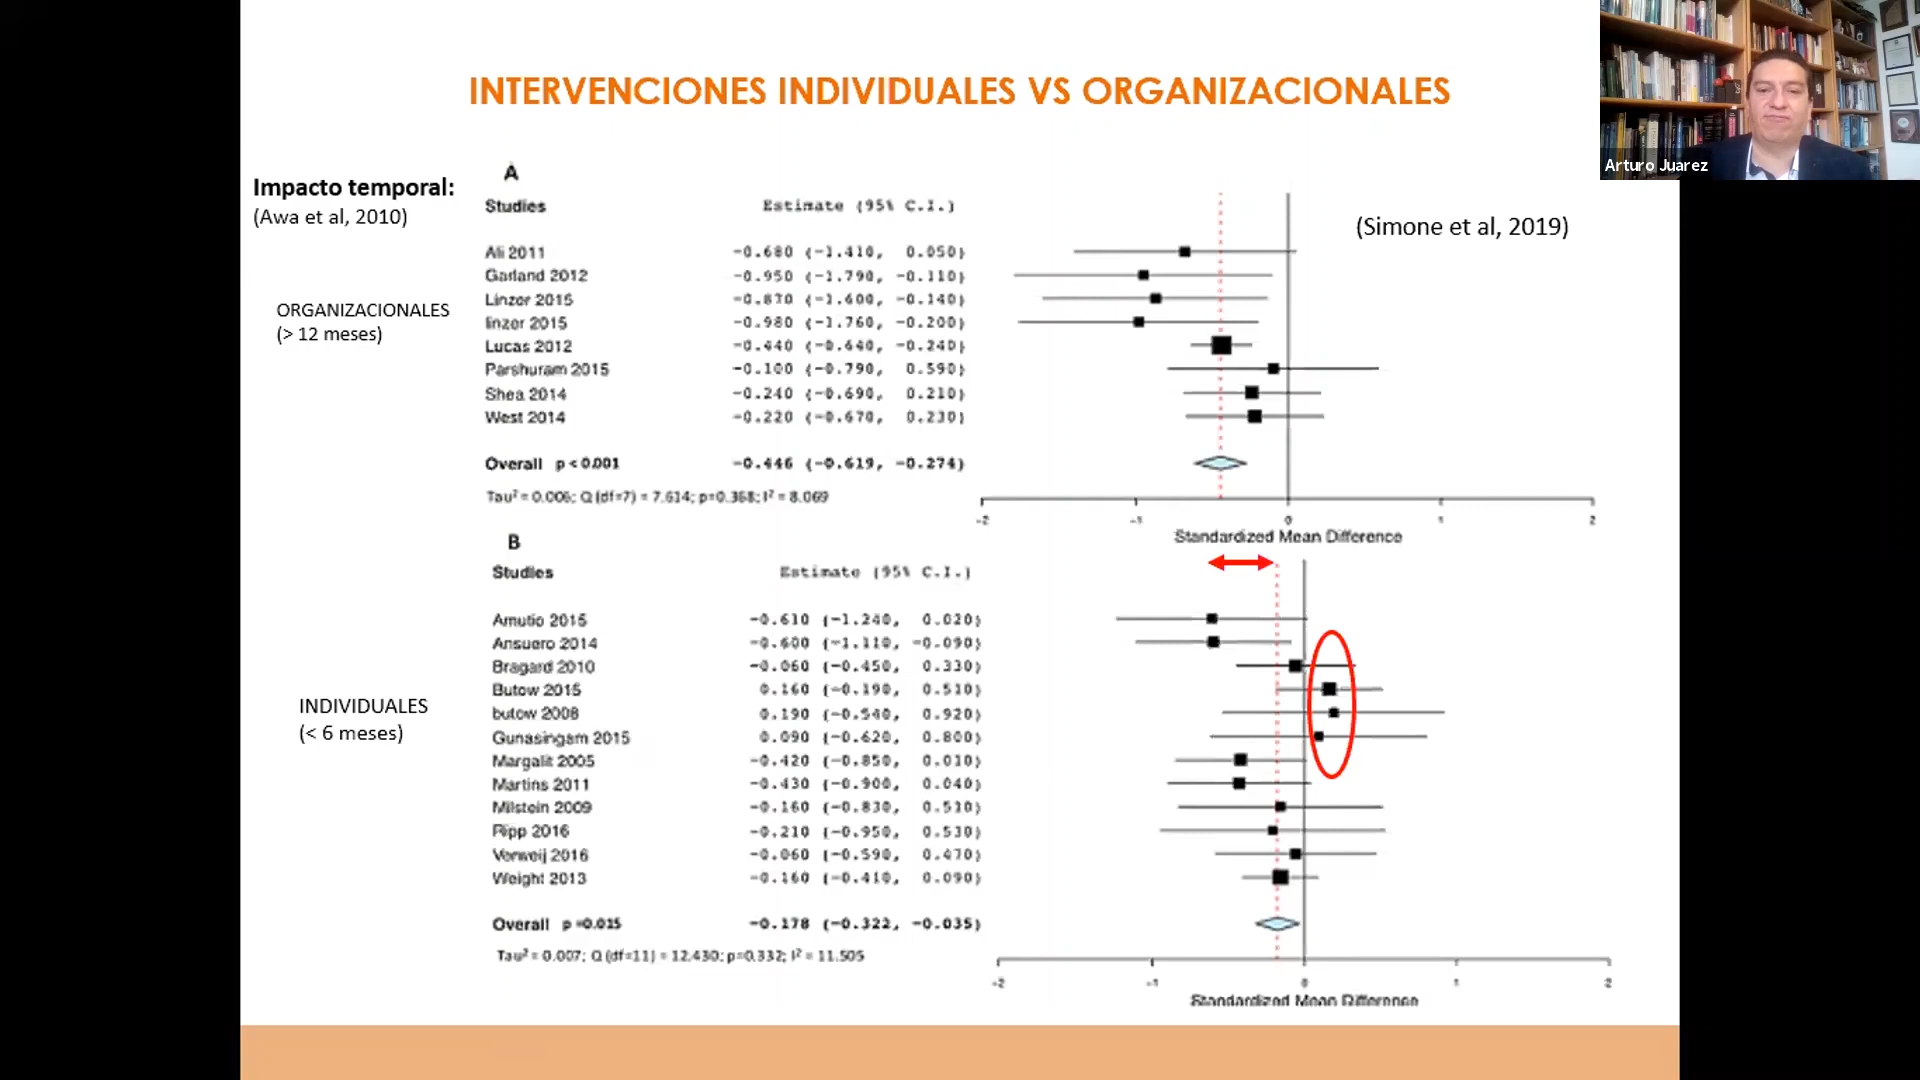 INTERVENCIONES INDIVIDUALES VS ORGANIZACIONALES
Arturo Juarez
Impacto temporal:
(Awa et al, 2010)
(Simone et al, 2019)
ORGANIZACIONALES
(> 12 meses)
A
Studies Estimate (95% C.I.)
Ali 2011 -0.680 (-1.410, 0.050)
Garland 2012 -0.950 (-1.790, -0.110)
Linzer 2015 -0.870 (-1.600, -0.140)
linzer 2015 -0.980 (-1.760, -0.200)
Lucas 2012 -0.440 (-0.640, -0.240)
Parshuram 2015 -0.100 (-0.790, 0.590)
Shea 2014 -0.240 (-0.690, 0.210)
West 2014 -0.220 (-0.670, 0.230)
Overall p < 0.001 -0.446 (-0.619, -0.274)
Tau² = 0.006; Q (df=7) = 7.614; p=0.368; I² = 8.069
-2 -1 0 1 2
Standardized Mean Difference
INDIVIDUALES
(< 6 meses)
B
Studies Estimate (95% C.I.)
Amutio 2015 -0.610 (-1.240, 0.020)
Ansuero 2014 -0.600 (-1.110, -0.090)
Bragard 2010 -0.060 (-0.450, 0.330)
Butow 2015 0.160 (-0.190, 0.510)
butow 2008 0.190 (-0.540, 0.920)
Gunasingam 2015 0.090 (-0.620, 0.800)
Margalit 2005 -0.420 (-0.850, 0.010)
Martins 2011 -0.430 (-0.900, 0.040)
Milstein 2009 -0.160 (-0.830, 0.510)
Ripp 2016 -0.210 (-0.950, 0.530)
Verweij 2016 -0.060 (-0.590, 0.470)
Weight 2013 -0.160 (-0.410, 0.090)
Overall p =0.015 -0.178 (-0.322, -0.035)
Tau² = 0.007; Q (df=11) = 12.430; p=0.332; I² = 11.505
-2 -1 0 1 2
Standardized Mean Difference